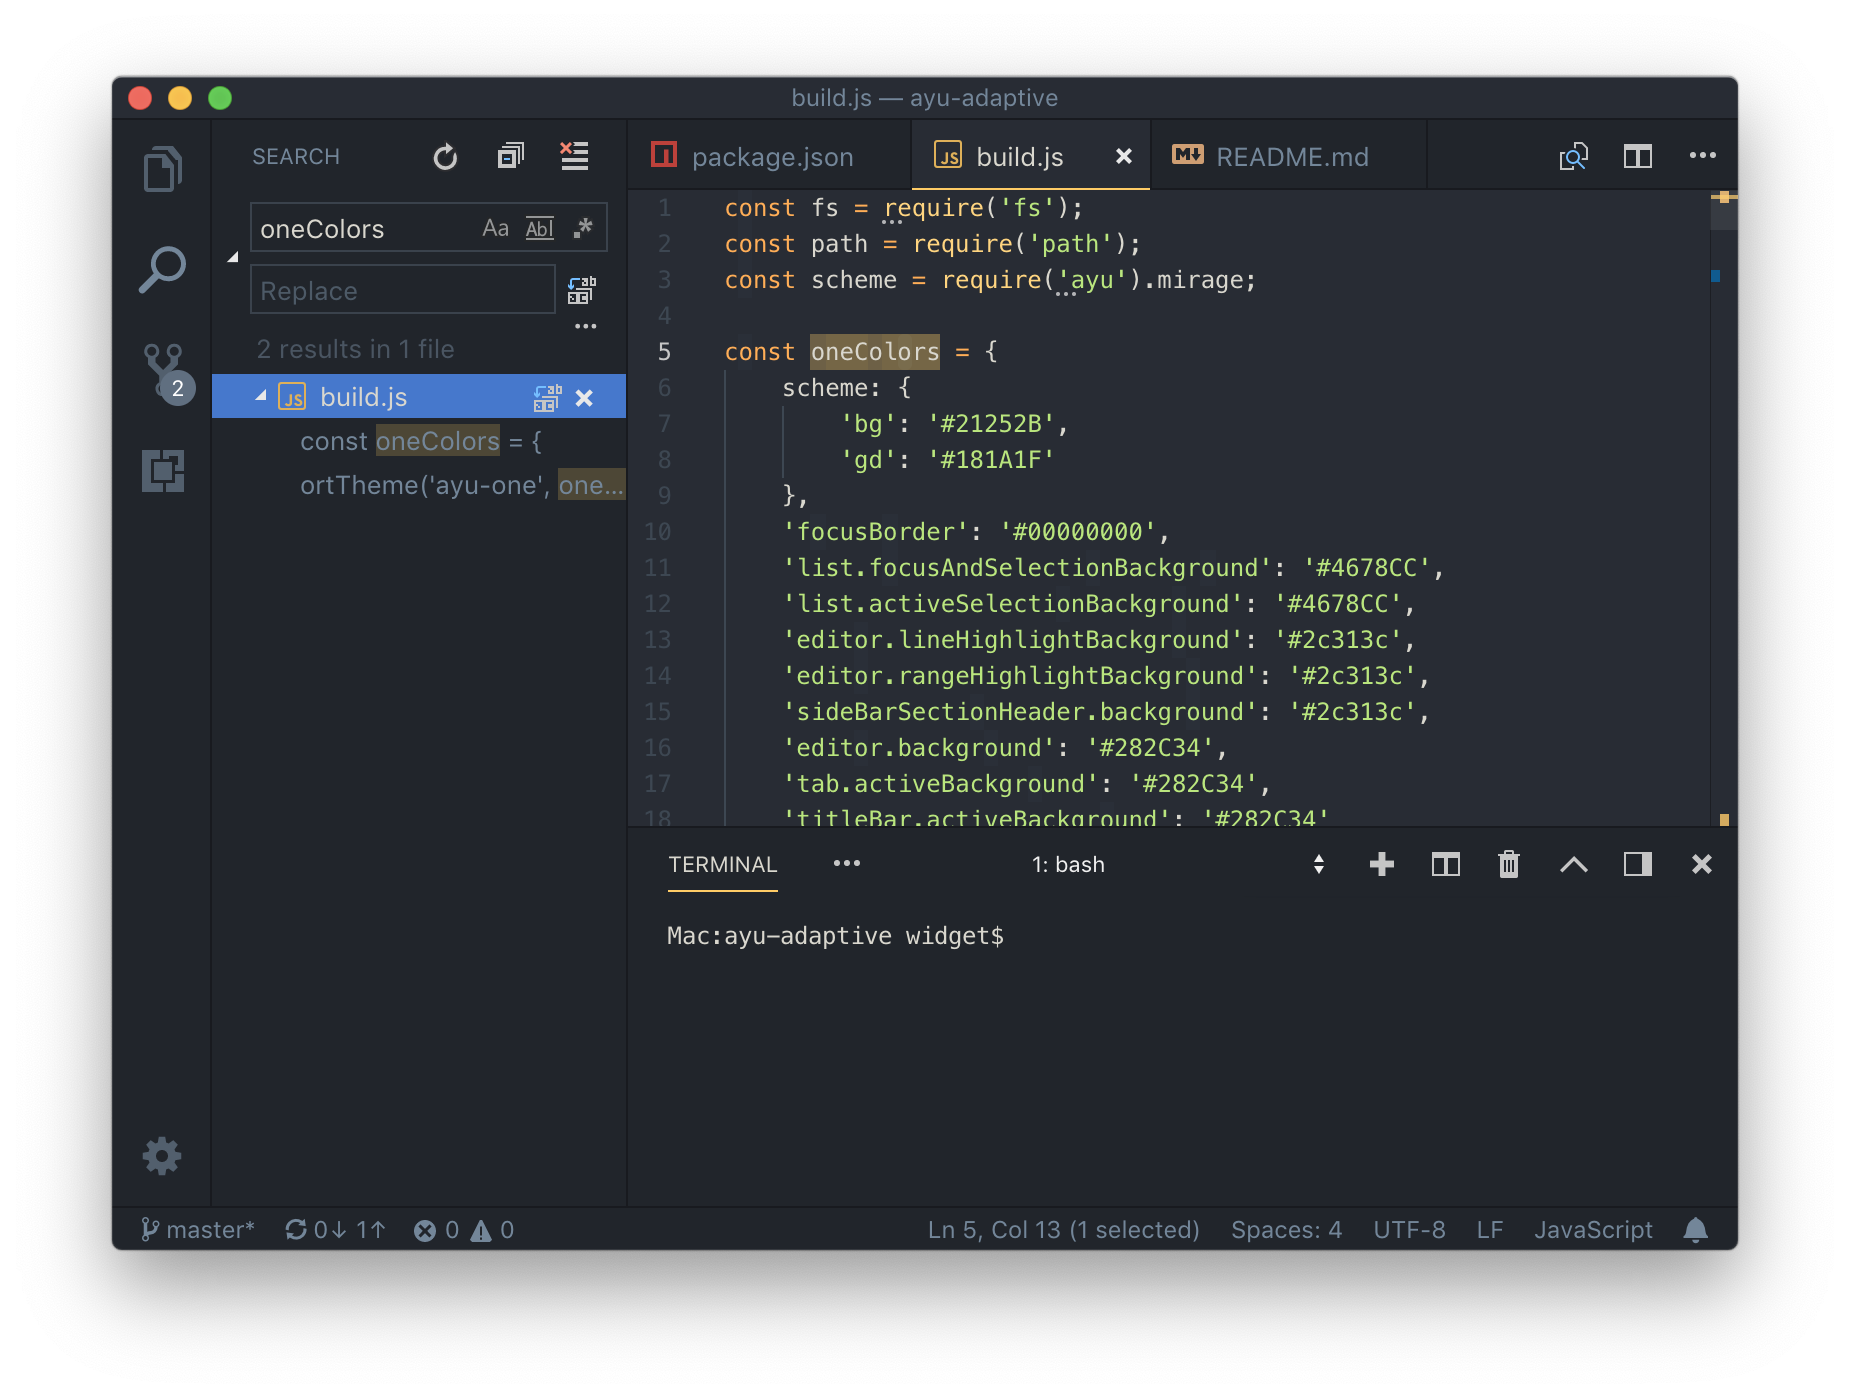 build.js — ayu-adaptive
SEARCH
oneColors Aa Abl .*
Replace
2 results in 1 file
JS build.js
const oneColors = {
ortTheme('ayu-one', one...
2
package.json
JS build.js
M README.md
1 const fs = require('fs');
2 const path = require('path');
3 const scheme = require('ayu').mirage;
4
5 const oneColors = {
6 scheme: {
7 'bg': '#21252B',
8 'gd': '#181A1F'
9 },
10 'focusBorder': '#00000000',
11 'list.focusAndSelectionBackground': '#4678CC',
12 'list.activeSelectionBackground': '#4678CC',
13 'editor.lineHighlightBackground': '#2c313c',
14 'editor.rangeHighlightBackground': '#2c313c',
15 'sideBarSectionHeader.background': '#2c313c',
16 'editor.background': '#282C34',
17 'tab.activeBackground': '#282C34',
18 'titleBar.activeBackground': '#282C34'
TERMINAL ••• 1: bash
Mac:ayu-adaptive widget$
master* 0↓ 1↑ 0 0 Ln 5, Col 13 (1 selected) Spaces: 4 UTF-8 LF JavaScript